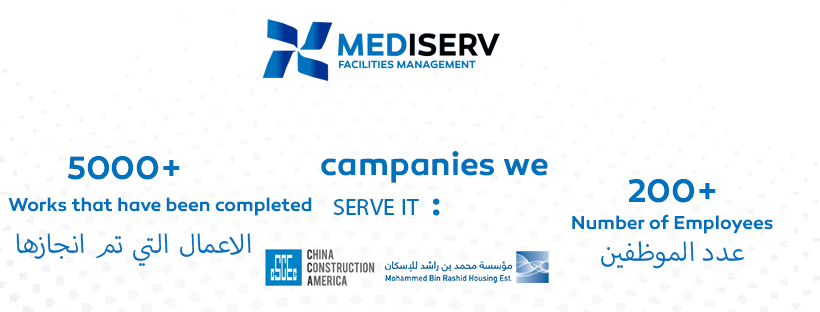 MEDISERV
FACILITIES MANAGEMENT
5000+
Works that have been completed
الاعمال التي تم انجازها
campanies we
SERVE IT :
CHINA
CONSTRUCTION
AMERICA
مؤسسة محمد بن راشد للإسكان
Mohammed Bin Rashid Housing Est.
200+
Number of Employees
عدد الموظفين